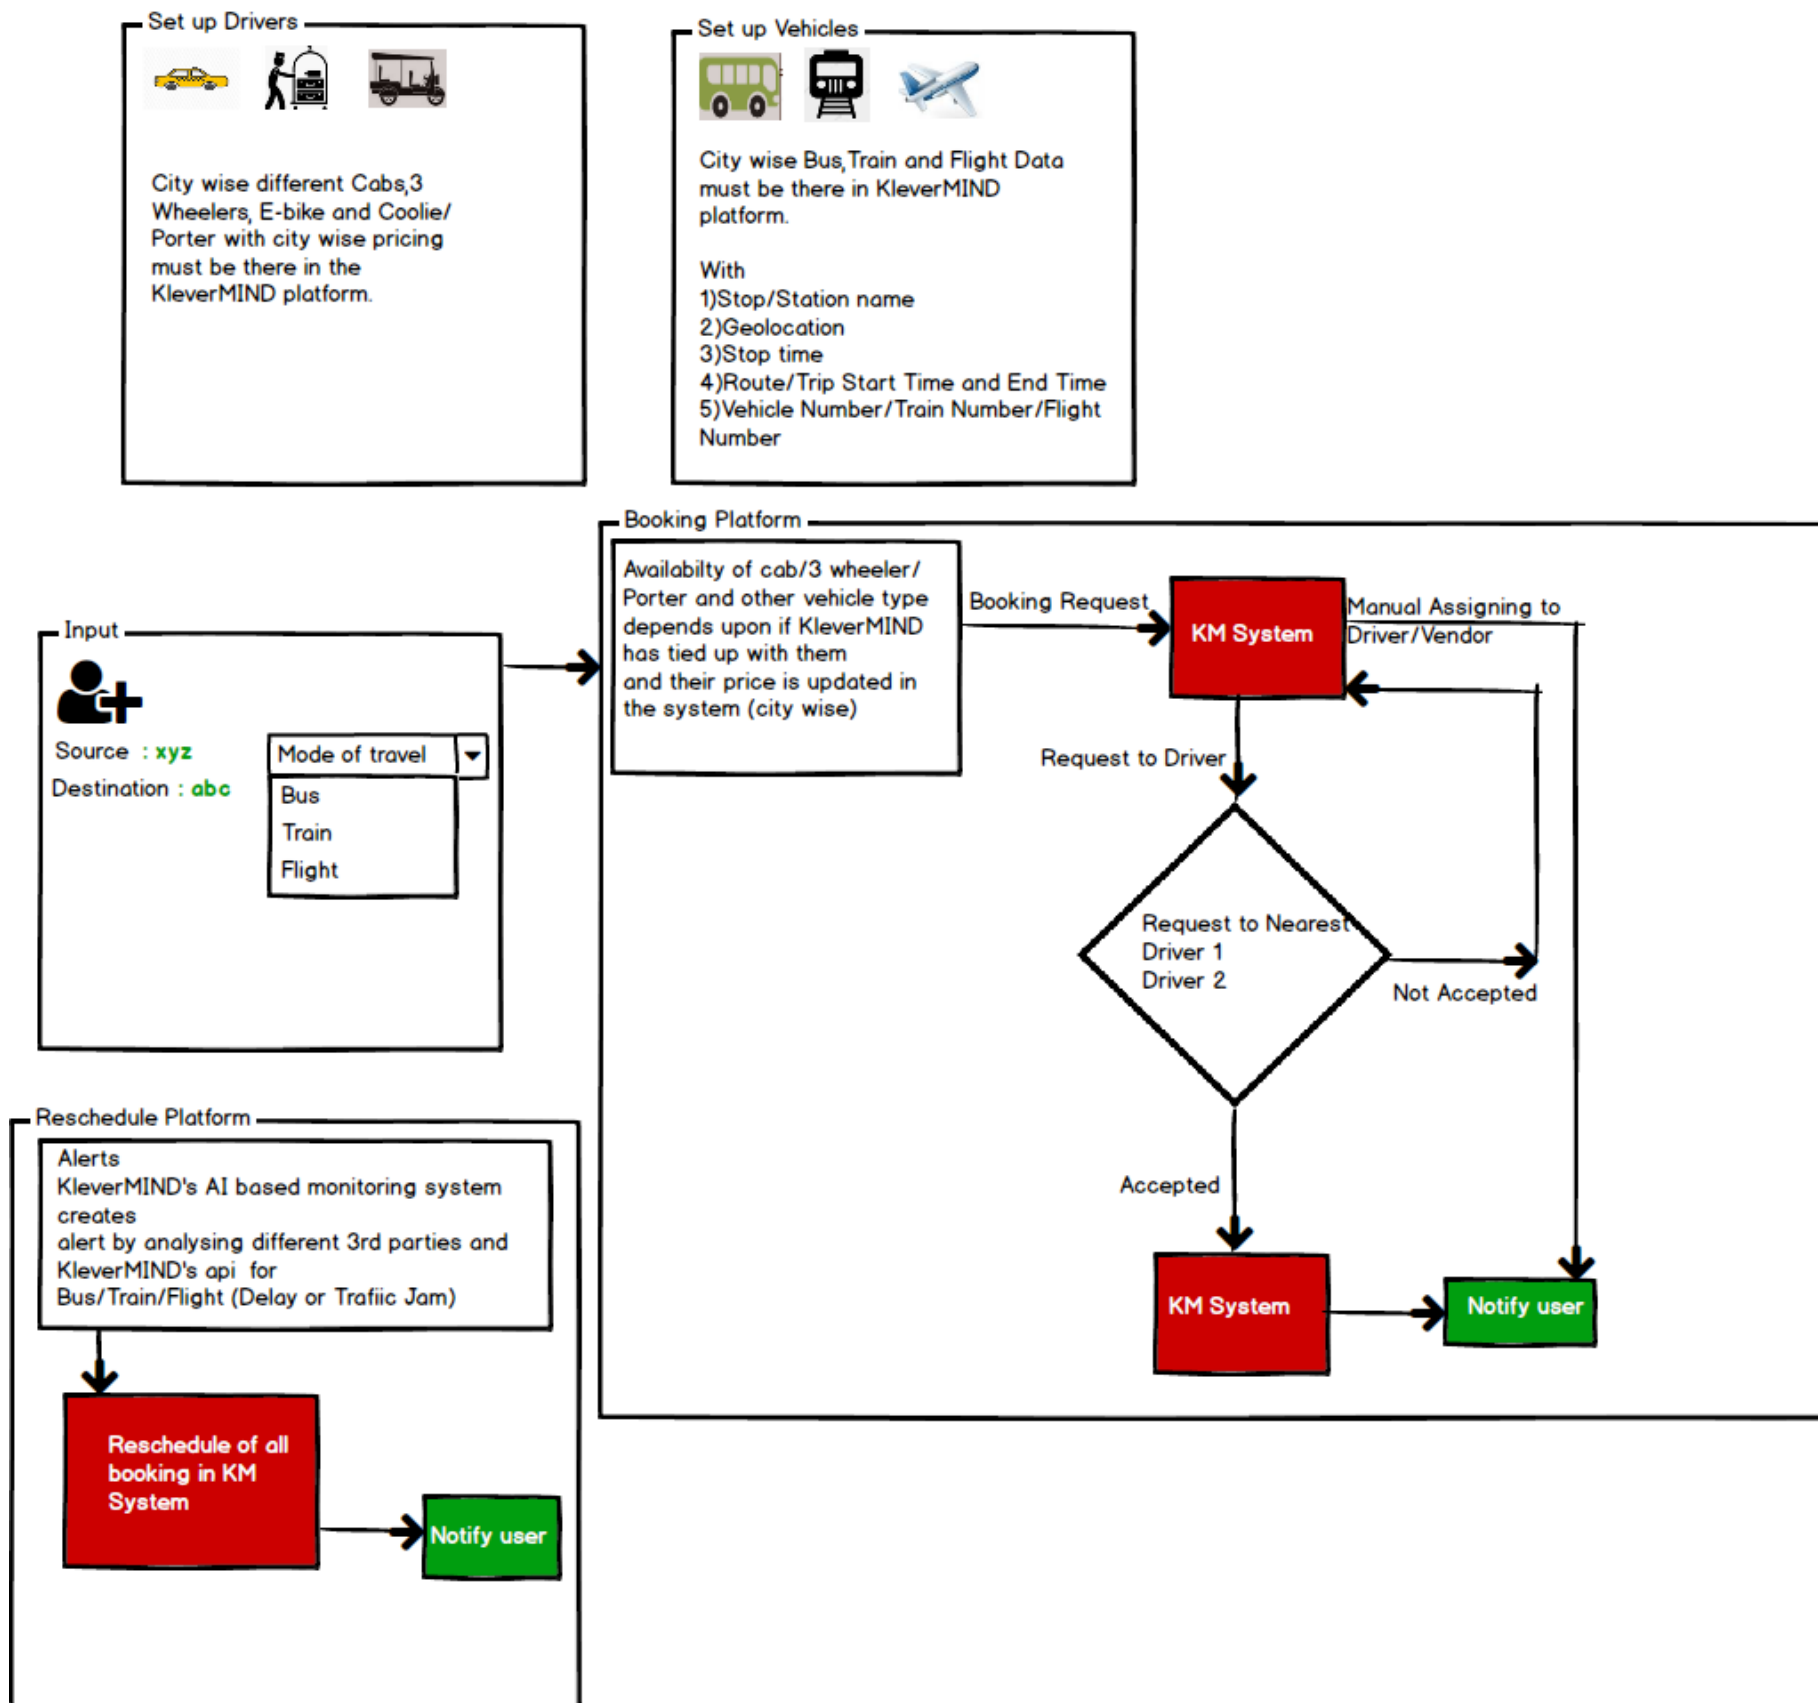 Set up Drivers
City wise different Cabs,3
Wheelers, E-bike and Coolie/
Porter with city wise pricing
must be there in the
KleverMIND platform.
Set up Vehicles
City wise Bus,Train and Flight Data
must be there in KleverMIND
platform.
With
1)Stop/Station name
2)Geolocation
3)Stop time
4)Route/Trip Start Time and End Time
5)Vehicle Number/Train Number/Flight
Number
Input
Source : xyz
Destination : abc
Mode of travel
Bus
Train
Flight
Booking Platform
Availabilty of cab/3 wheeler/
Porter and other vehicle type
depends upon if KleverMIND
has tied up with them
and their price is updated in
the system (city wise)
Booking Request
KM System
Manual Assigning to
Driver/Vendor
Request to Driver
Request to Nearest
Driver 1
Driver 2
Not Accepted
Accepted
KM System
Notify user
Reschedule Platform
Alerts
KleverMIND's AI based monitoring system
creates
alert by analysing different 3rd parties and
KleverMIND's api for
Bus/Train/Flight (Delay or Trafiic Jam)
Reschedule of all
booking in KM
System
Notify user